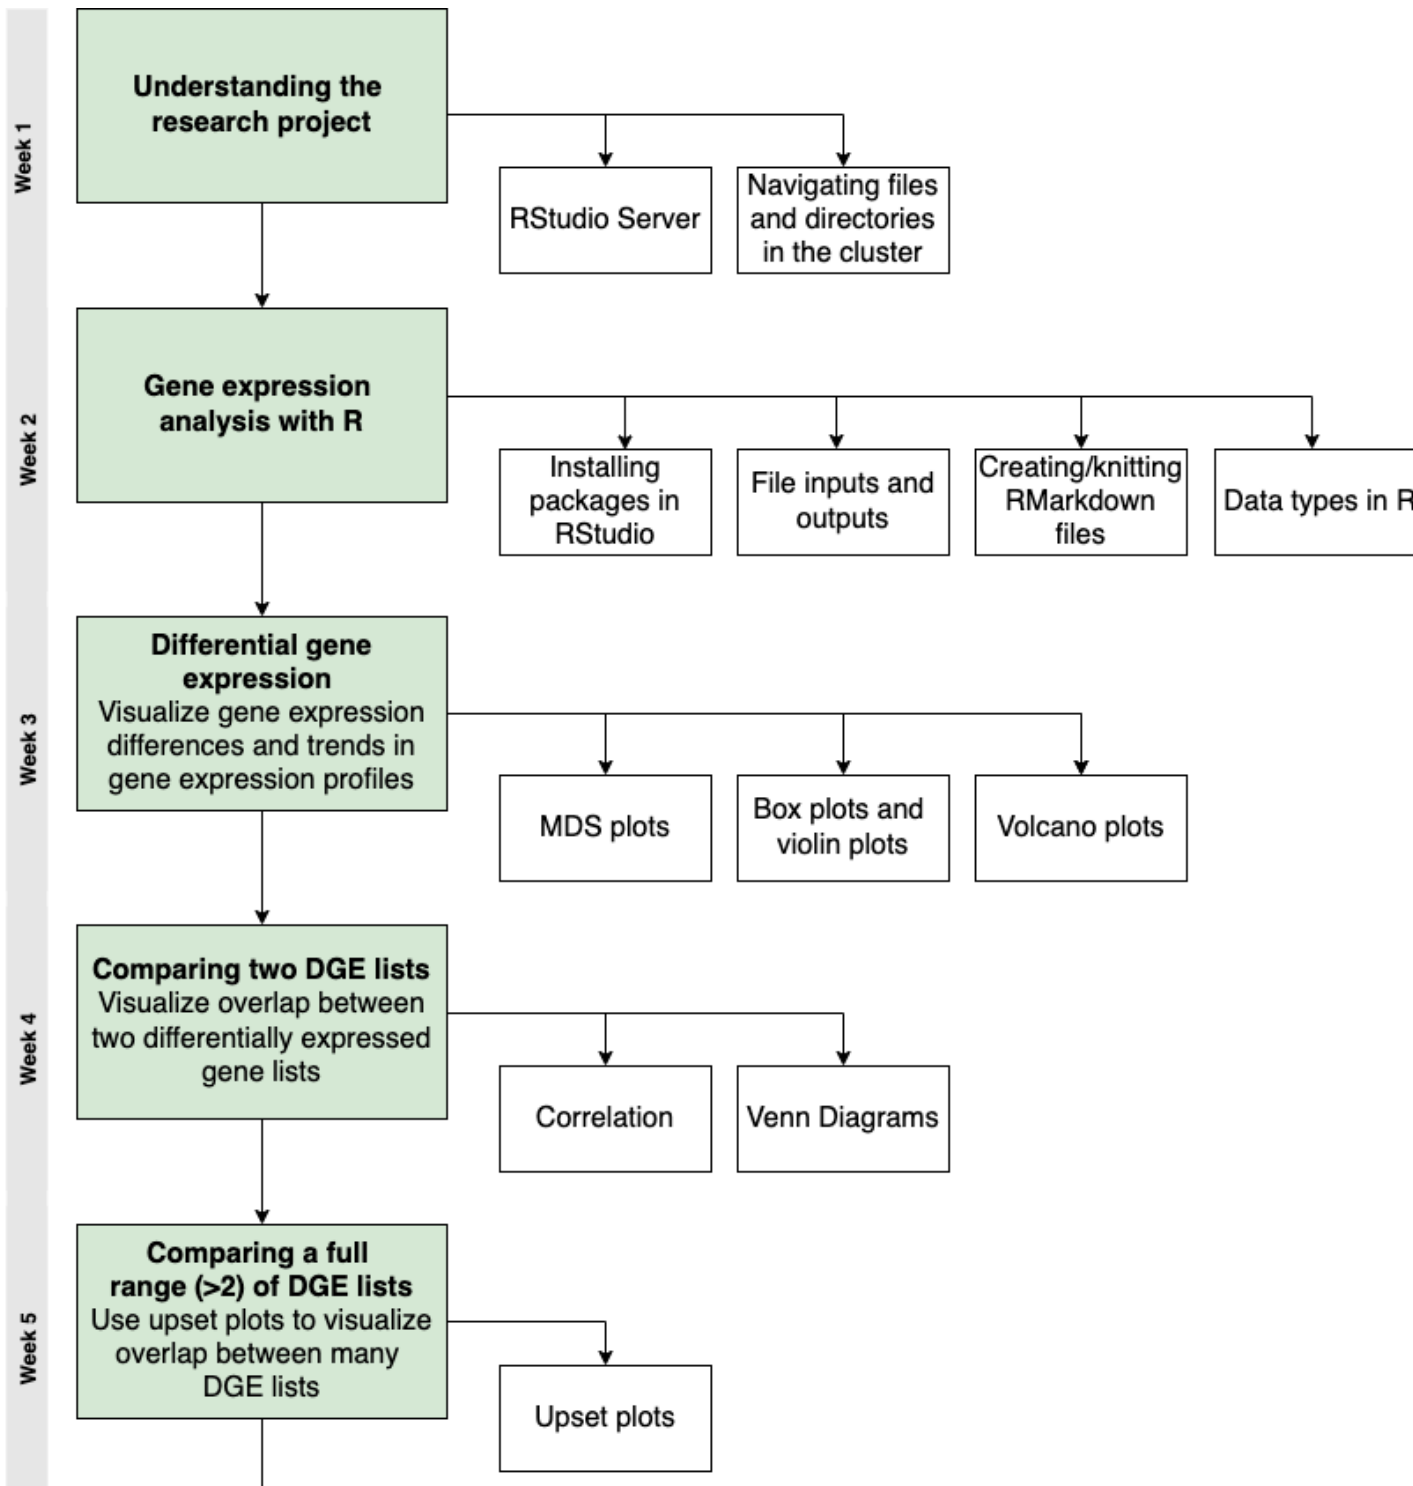 Week 1
Understanding the
research project
RStudio Server
Navigating files
and directories
in the cluster
Week 2
Gene expression
analysis with R
Installing
packages in
RStudio
File inputs and
outputs
Creating/knitting
RMarkdown
files
Data types in R
Week 3
Differential gene
expression
Visualize gene expression
differences and trends in
gene expression profiles
MDS plots
Box plots and
violin plots
Volcano plots
Week 4
Comparing two DGE lists
Visualize overlap between
two differentially expressed
gene lists
Correlation
Venn Diagrams
Week 5
Comparing a full
range (>2) of DGE lists
Use upset plots to visualize
overlap between many
DGE lists
Upset plots